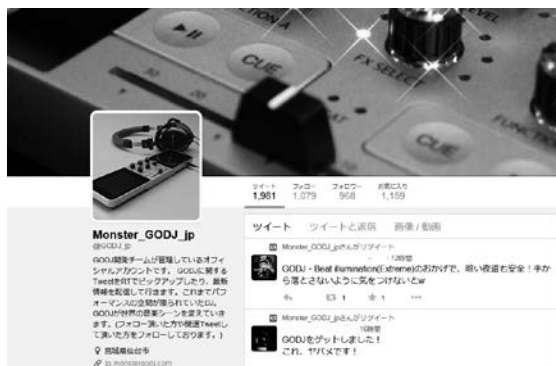 CUE
FX SELECT
LEVEL
CUE
ツイート フォロー フォロワー お気に入り
1,981 1,079 968 1,159
Monster_GODJ_jp
@GODJ_jp
GODJ開発チームが管理しているオフィ
シャルアカウントです。 GODJに関する
TweetをRTでピックアップしたり、最新
情報を配信して行きます。これまでパフ
ォーマンスの空間が限られていたDJ。
GODJが世界の音楽シーンを変えていき
ます。(フォロー頂いた方や関連Tweetし
て頂いた方をフォローしております。)
宮城県仙台市
jp.monstergodj.com
ツイート ツイートと返信 画像 / 動画
Monster_GODJ_jpさんがリツイート
12時間
GODJ - Beat illumination(Extreme)のおかげで、暗い夜道も安全！手か
ら落とさないように気をつけないとw
1 1
Monster_GODJ_jpさんがリツイート
16時間
GODJをゲットしました！
これ、ヤバメです！